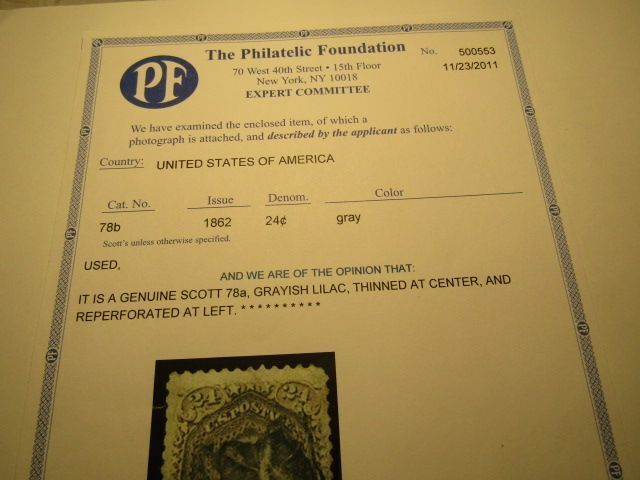 PF
The Philatelic Foundation
70 West 40th Street • 15th Floor
New York, NY 10018
EXPERT COMMITTEE
No. 500553
11/23/2011
We have examined the enclosed item, of which a
photograph is attached, and described by the applicant as follows:
Country: UNITED STATES OF AMERICA
Cat. No. Issue Denom. Color
78b 1862 24¢ gray
Scott's unless otherwise specified.
USED,
AND WE ARE OF THE OPINION THAT:
IT IS A GENUINE SCOTT 78a, GRAYISH LILAC, THINNED AT CENTER, AND
REPERFORATED AT LEFT. * * * * * * * * * *
24 24
U.S. POSTA